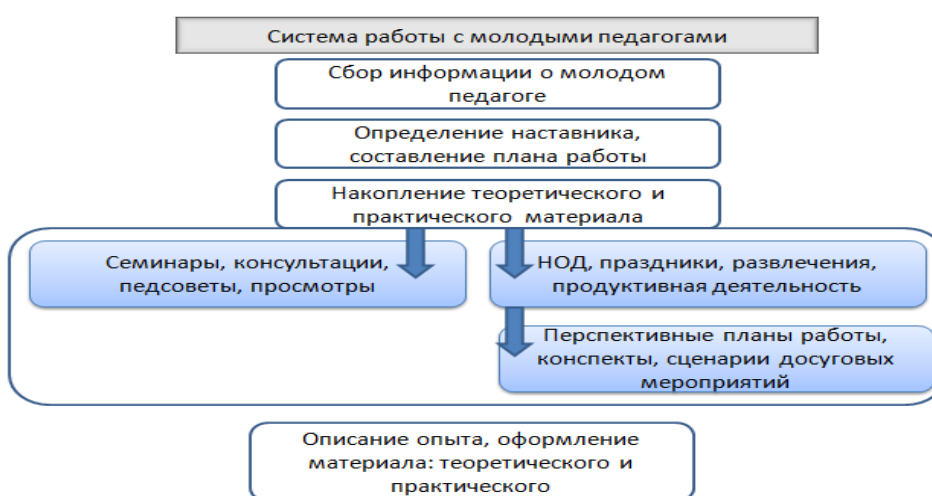 Система работы с молодыми педагогами
Сбор информации о молодом
педагоге
Определение наставника,
составление плана работы
Накопление теоретического и
практического материала
Семинары, консультации,
педсоветы, просмотры
НОД, праздники, развлечения,
продуктивная деятельность
Перспективные планы работы,
конспекты, сценарии досуговых
мероприятий
Описание опыта, оформление
материала: теоретического и
практического